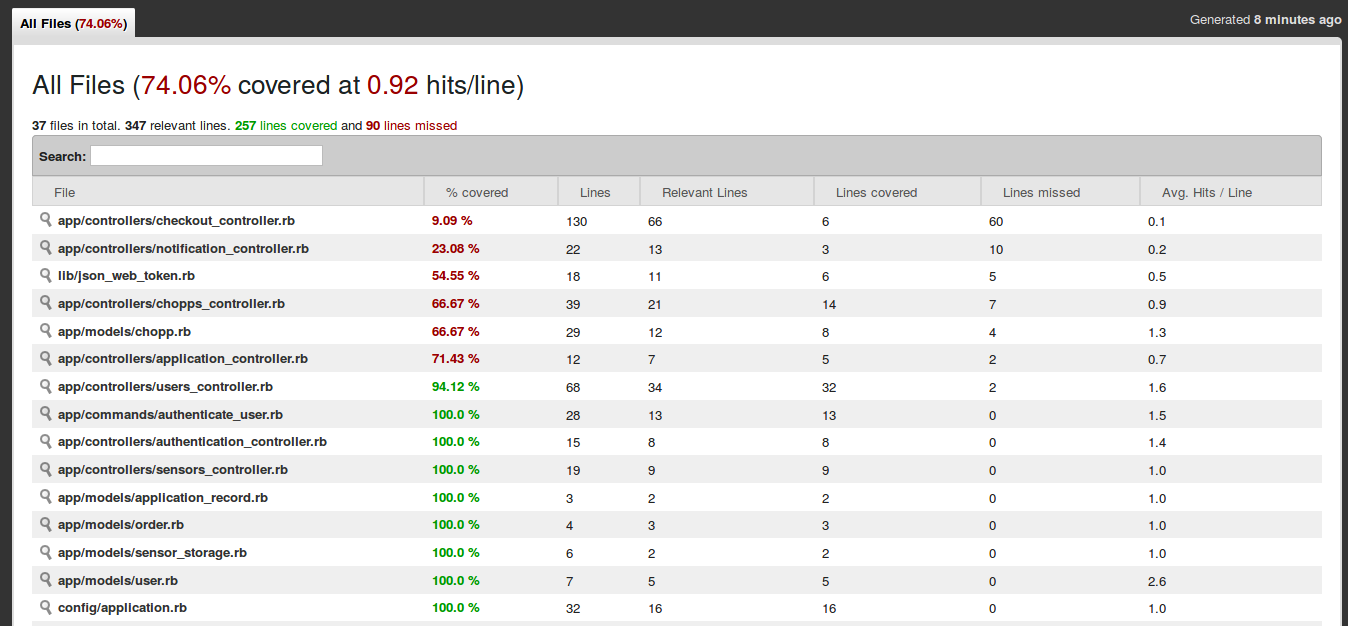 All Files (74.06%)
Generated 8 minutes ago
All Files (74.06% covered at 0.92 hits/line)
37 files in total. 347 relevant lines. 257 lines covered and 90 lines missed
Search:
File % covered Lines Relevant Lines Lines covered Lines missed Avg. Hits / Line
app/controllers/checkout_controller.rb 9.09 % 130 66 6 60 0.1
app/controllers/notification_controller.rb 23.08 % 22 13 3 10 0.2
lib/json_web_token.rb 54.55 % 18 11 6 5 0.5
app/controllers/chopps_controller.rb 66.67 % 39 21 14 7 0.9
app/models/chopp.rb 66.67 % 29 12 8 4 1.3
app/controllers/application_controller.rb 71.43 % 12 7 5 2 0.7
app/controllers/users_controller.rb 94.12 % 68 34 32 2 1.6
app/commands/authenticate_user.rb 100.0 % 28 13 13 0 1.5
app/controllers/authentication_controller.rb 100.0 % 15 8 8 0 1.4
app/controllers/sensors_controller.rb 100.0 % 19 9 9 0 1.0
app/models/application_record.rb 100.0 % 3 2 2 0 1.0
app/models/order.rb 100.0 % 4 3 3 0 1.0
app/models/sensor_storage.rb 100.0 % 6 2 2 0 1.0
app/models/user.rb 100.0 % 7 5 5 0 2.6
config/application.rb 100.0 % 32 16 16 0 1.0